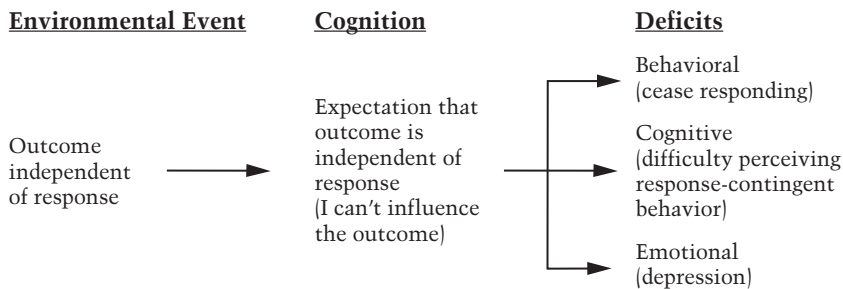 Environmental Event
Cognition
Deficits
Outcome
independent
of response
Expectation that
outcome is
independent of
response
(I can't influence
the outcome)
Behavioral
(cease responding)
Cognitive
(difficulty perceiving
response-contingent
behavior)
Emotional
(depression)